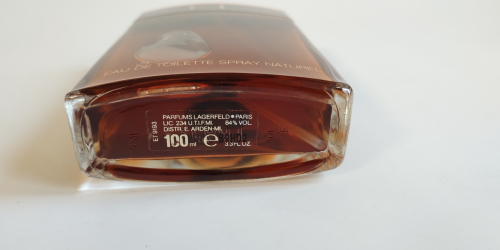 EAU DE TOILETTE SPRAY NATUREL
PARFUMS LAGERFELD • PARIS
LIC. 234 U.T.I.F. MI. 84% VOL.
DISTR. E. ARDEN-MI.
100 ml ℮ 3.3 FL. OZ